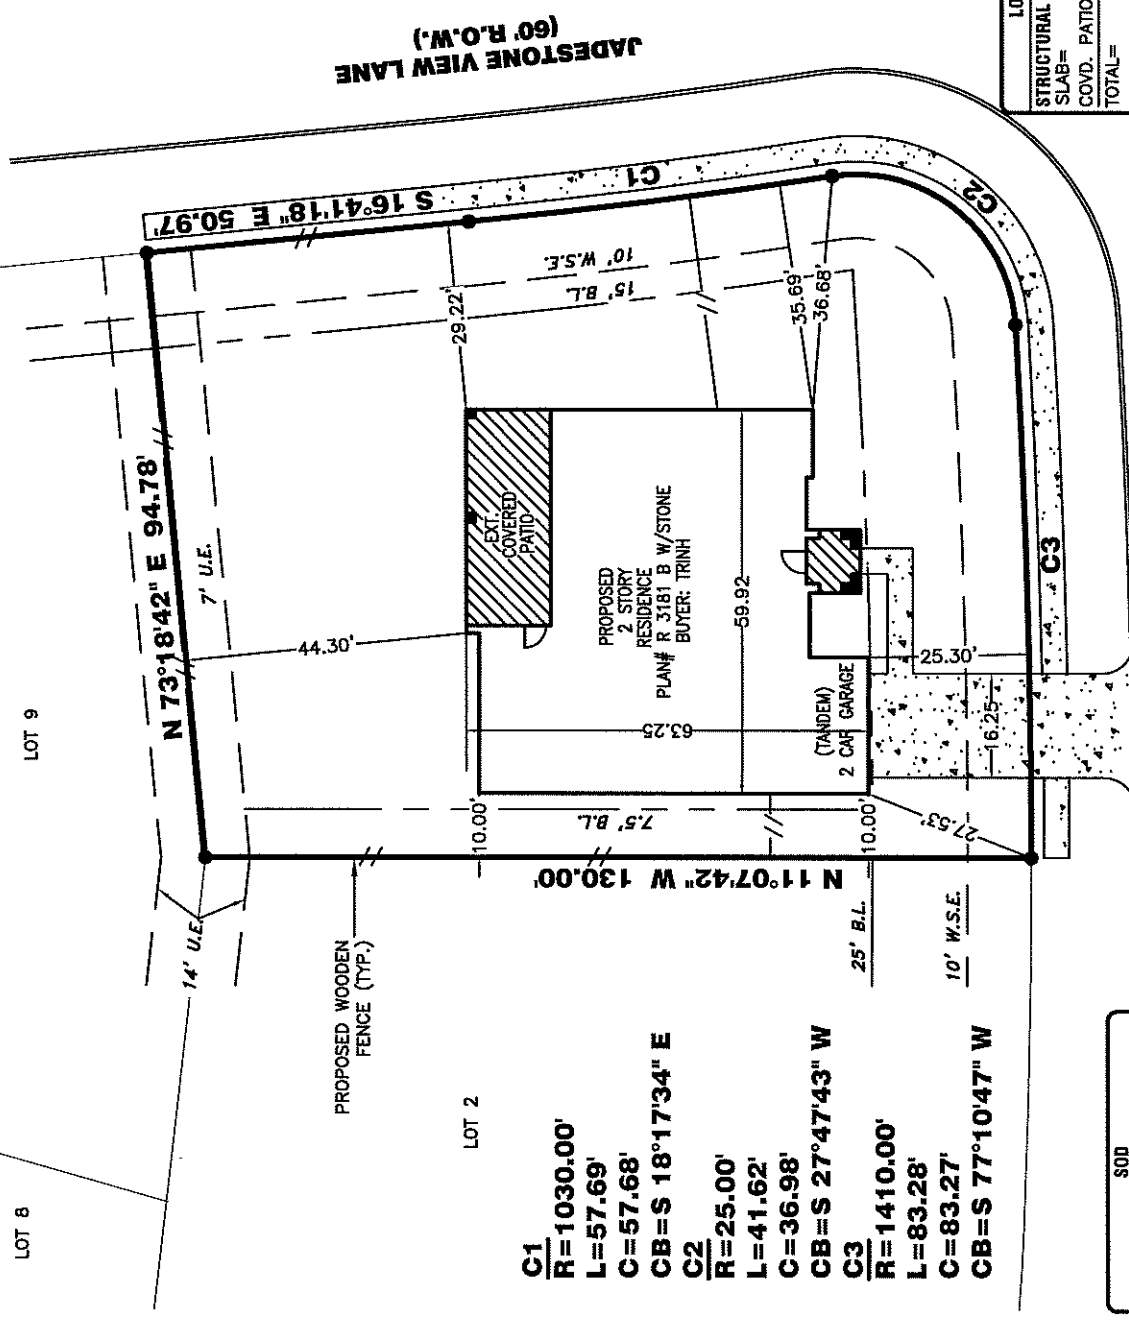 JADESTONE VIEW LANE
(60' R.O.W.)
LO
STRUCTURAL
SLAB=
COVD. PATIO
TOTAL=
S 16°41'18" E 50.97'
C1
C2
C3
10' W.S.E.
15' B.L.
29.22'
35.69'
36.68'
N 73°18'42" E 94.78'
7' U.E.
44.30'
EXT.
COVERED
PATIO
PROPOSED
2 STORY
RESIDENCE
PLAN# R 3181 B W/STONE
BUYER: TRINH
59.92
63.25
(TANDEM)
2 CAR GARAGE
25.30'
16.25'
27.53'
10.00'
10.00'
7.5' B.L.
N 11°07'42" W 130.00'
LOT 9
14' U.E.
PROPOSED WOODEN
FENCE (TYP.)
25' B.L.
10' W.S.E.
LOT 2
LOT 8
C1
R=1030.00'
L=57.69'
C=57.68'
CB=S 18°17'34" E
C2
R=25.00'
L=41.62'
C=36.98'
CB=S 27°47'43" W
C3
R=1410.00'
L=83.28'
C=83.27'
CB=S 77°10'47" W
SOD